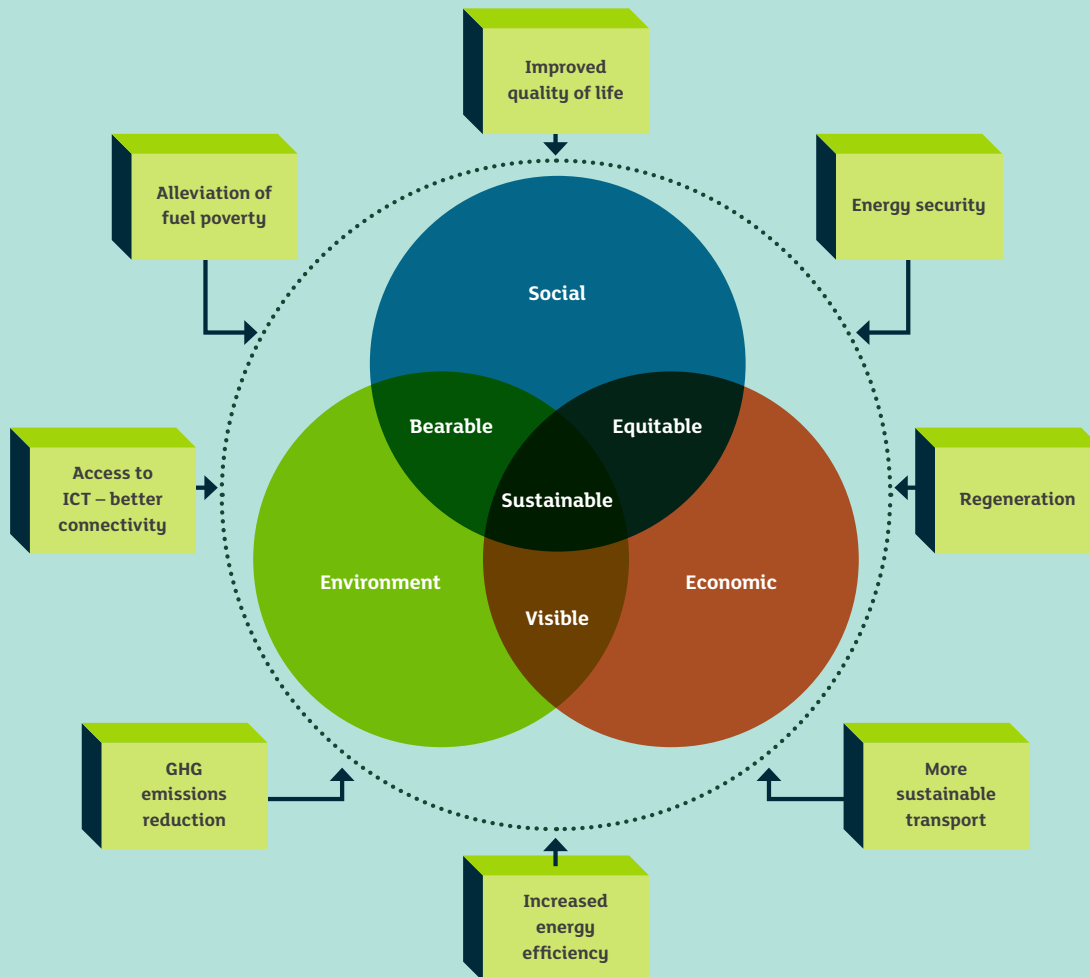 Improved
quality of life
Alleviation of
fuel poverty
Energy security
Social
Bearable
Equitable
Access to
ICT – better
connectivity
Sustainable
Regeneration
Environment
Economic
Visible
GHG
emissions
reduction
More
sustainable
transport
Increased
energy
efficiency